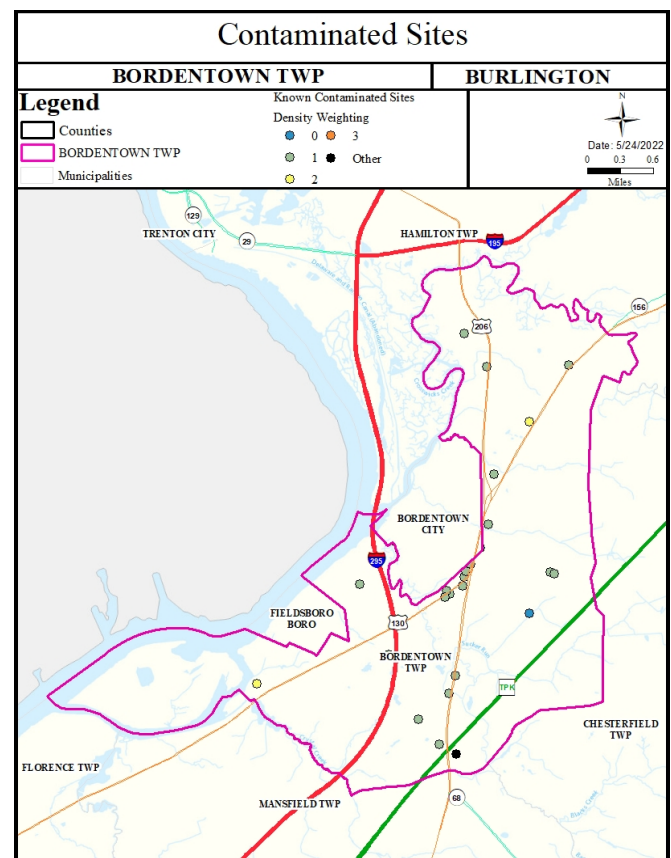 Contaminated Sites
BORDENTOWN TWP
BURLINGTON
Legend
Counties
BORDENTOWN TWP
Municipalities
Known Contaminated Sites
Density Weighting
0
3
1
Other
2
N
Date: 5/24/2022
0 0.3 0.6
Miles
129
TRENTON CITY
29
HAMILTON TWP
195
156
206
BORDENTOWN
CITY
295
FIELDSBORO
BORO
130
BORDENTOWN
TWP
TPK
CHESTERFIELD
TWP
FLORENCE TWP
MANSFIELD TWP
68